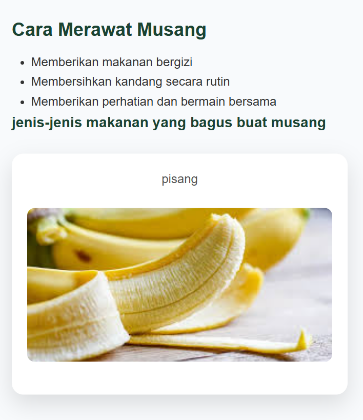 Cara Merawat Musang
Memberikan makanan bergizi
Membersihkan kandang secara rutin
Memberikan perhatian dan bermain bersama
jenis-jenis makanan yang bagus buat musang
pisang